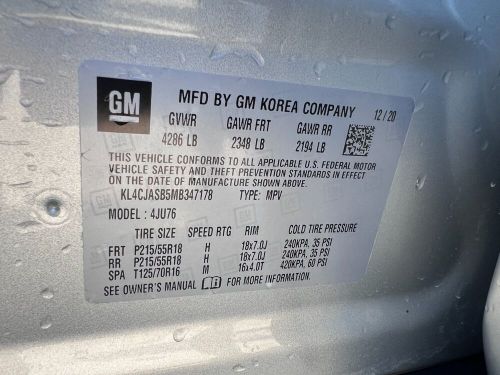 GM
MFD BY GM KOREA COMPANY 12/20
GVWR GAWR FRT GAWR RR
4286 LB 2348 LB 2194 LB
THIS VEHICLE CONFORMS TO ALL APPLICABLE U.S. FEDERAL MOTOR
VEHICLE SAFETY AND THEFT PREVENTION STANDARDS IN EFFECT ON THE
DATE OF MANUFACTURE SHOWN ABOVE.
KL4CJASB5MB347178 TYPE: MPV
MODEL : 4JU76
TIRE SIZE SPEED RTG RIM COLD TIRE PRESSURE
FRT P215/55R18 H 18x7.0J 240KPA, 35 PSI
RR P215/55R18 H 18x7.0J 240KPA, 35 PSI
SPA T125/70R16 M 16x4.0T 420KPA, 60 PSI
SEE OWNER'S MANUAL FOR MORE INFORMATION.